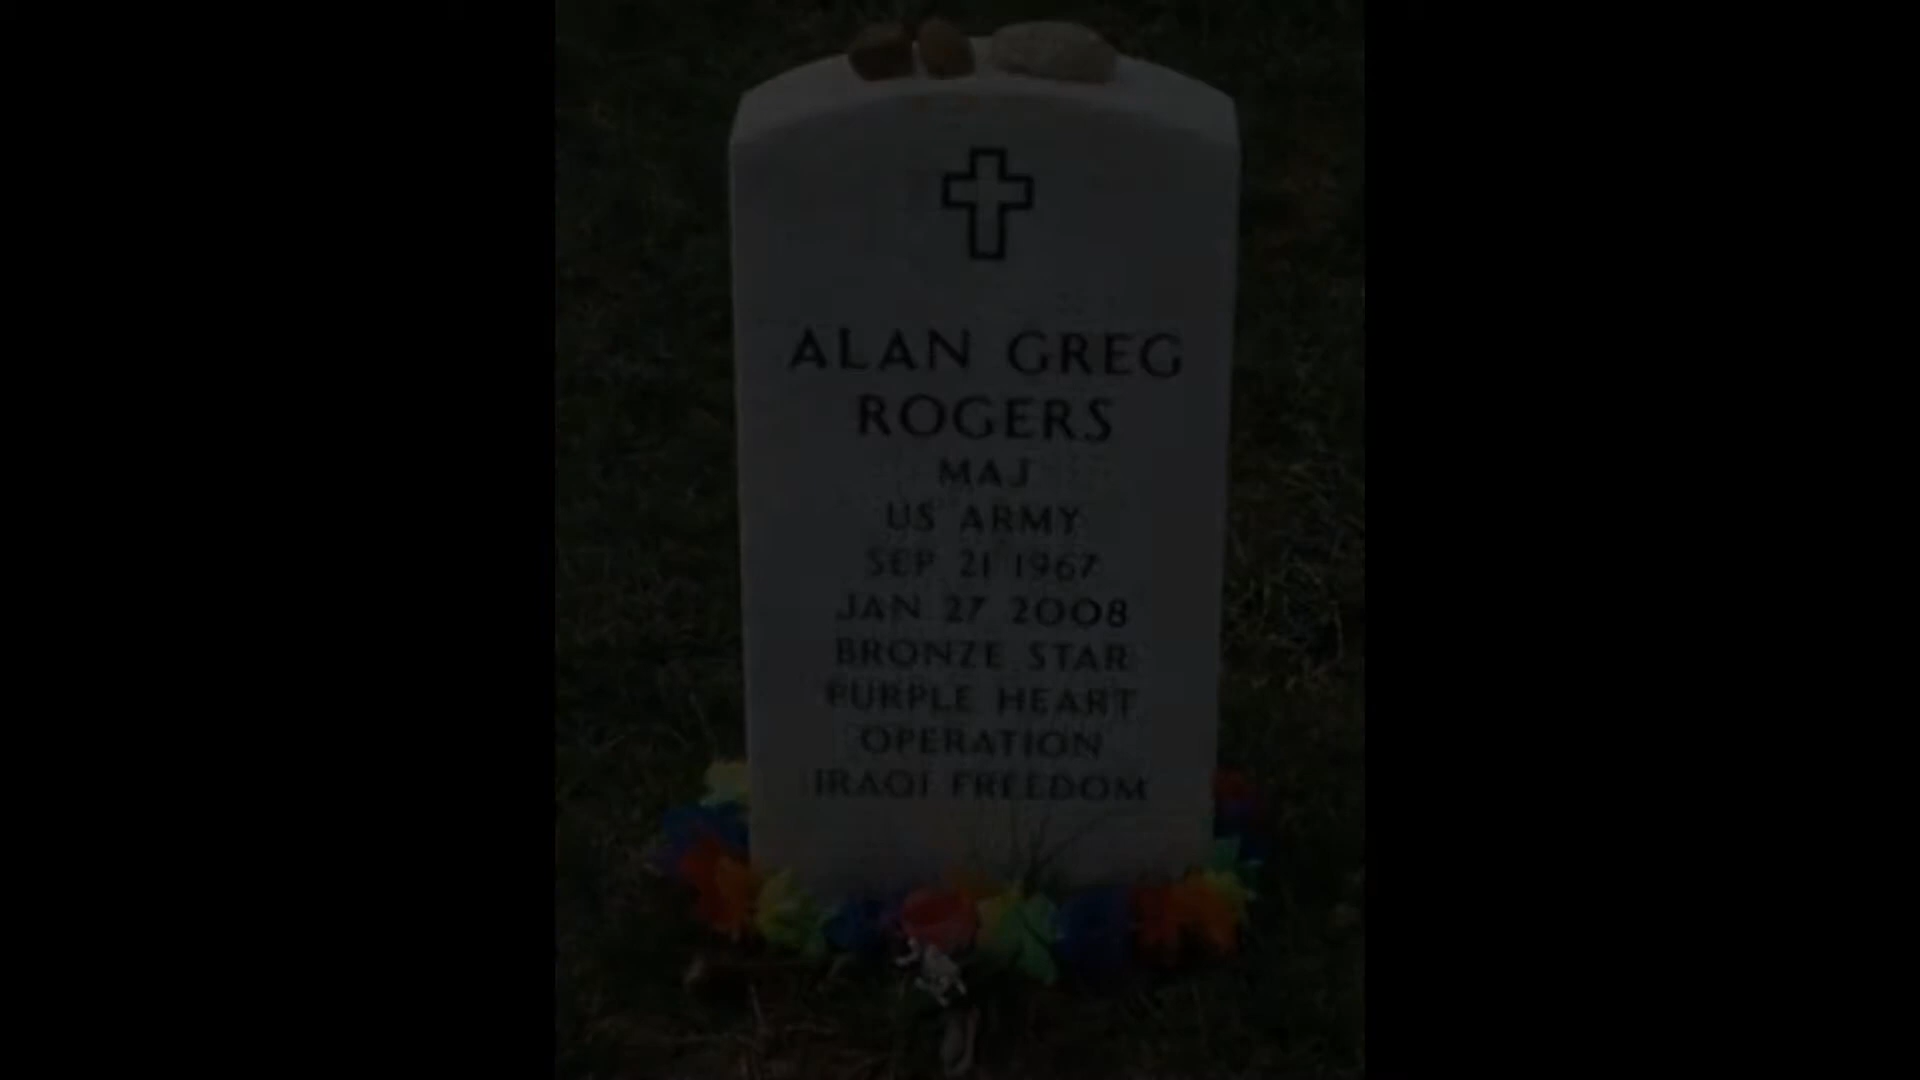 ALAN GREG
ROGERS
MAJ
US ARMY
SEP 21 1967
JAN 27 2008
BRONZE STAR
PURPLE HEART
OPERATION
IRAQI FREEDOM